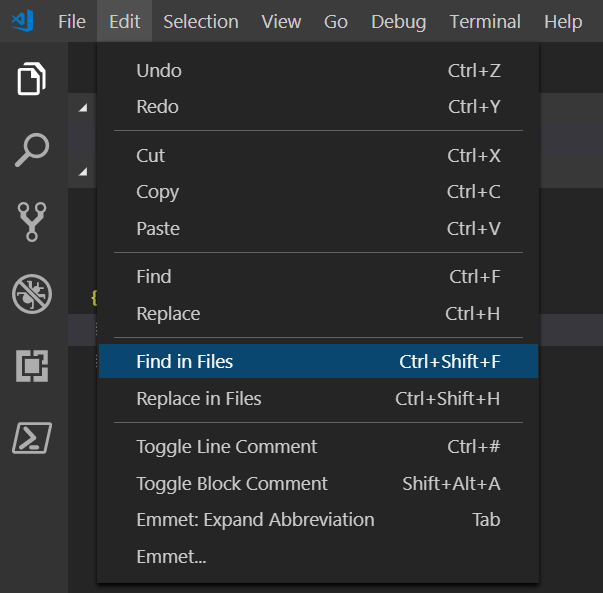 File Edit Selection View Go Debug Terminal Help
Undo Ctrl+Z
Redo Ctrl+Y
Cut Ctrl+X
Copy Ctrl+C
Paste Ctrl+V
Find Ctrl+F
Replace Ctrl+H
{
Find in Files Ctrl+Shift+F
Replace in Files Ctrl+Shift+H
Toggle Line Comment Ctrl+#
Toggle Block Comment Shift+Alt+A
Emmet: Expand Abbreviation Tab
Emmet...